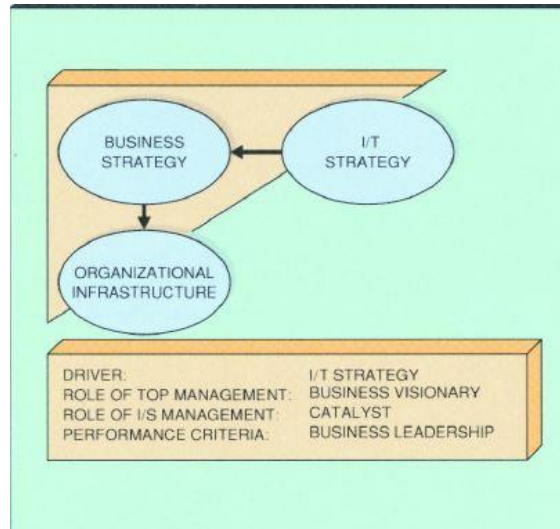 BUSINESS
STRATEGY
I/T
STRATEGY
ORGANIZATIONAL
INFRASTRUCTURE
DRIVER: I/T STRATEGY
ROLE OF TOP MANAGEMENT: BUSINESS VISIONARY
ROLE OF I/S MANAGEMENT: CATALYST
PERFORMANCE CRITERIA: BUSINESS LEADERSHIP